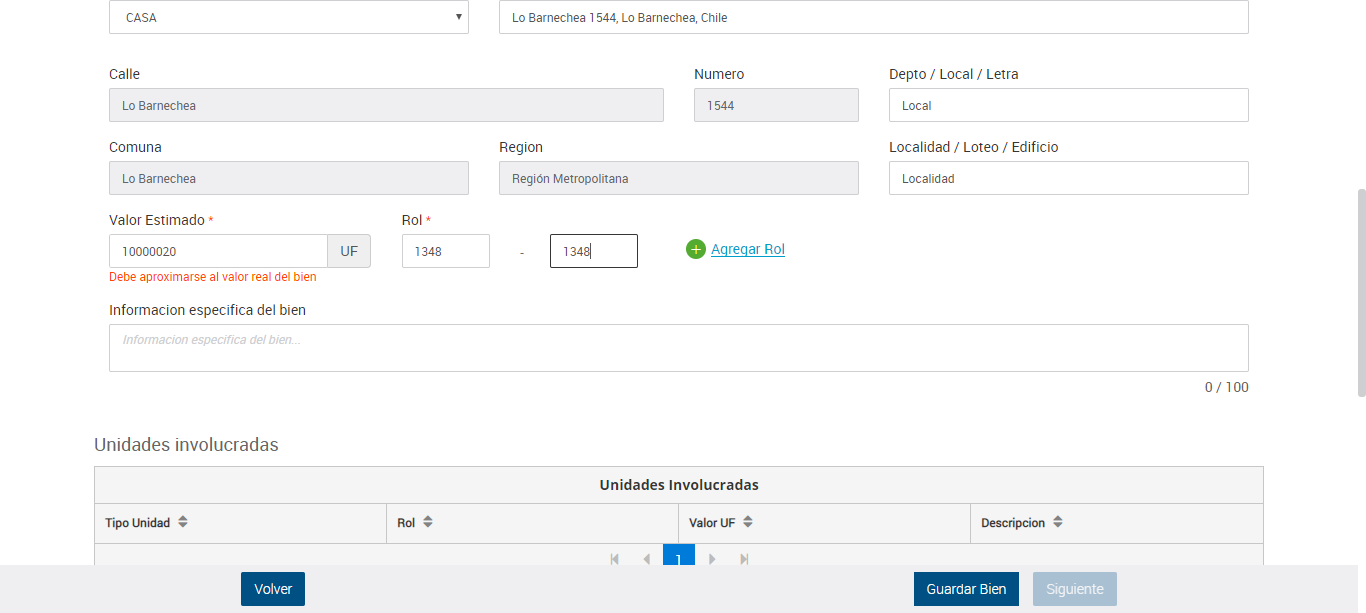 CASA
Lo Barnechea 1544, Lo Barnechea, Chile
Calle
Numero
Depto / Local / Letra
Lo Barnechea
1544
Local
Comuna
Region
Localidad / Loteo / Edificio
Lo Barnechea
Región Metropolitana
Localidad
Valor Estimado *
Rol *
10000020
UF
1348
-
1348
Agregar Rol
Debe aproximarse al valor real del bien
Informacion especifica del bien
Informacion especifica del bien...
0 / 100
Unidades involucradas
Unidades Involucradas
Tipo Unidad
Rol
Valor UF
Descripcion
1
Volver
Guardar Bien
Siguiente